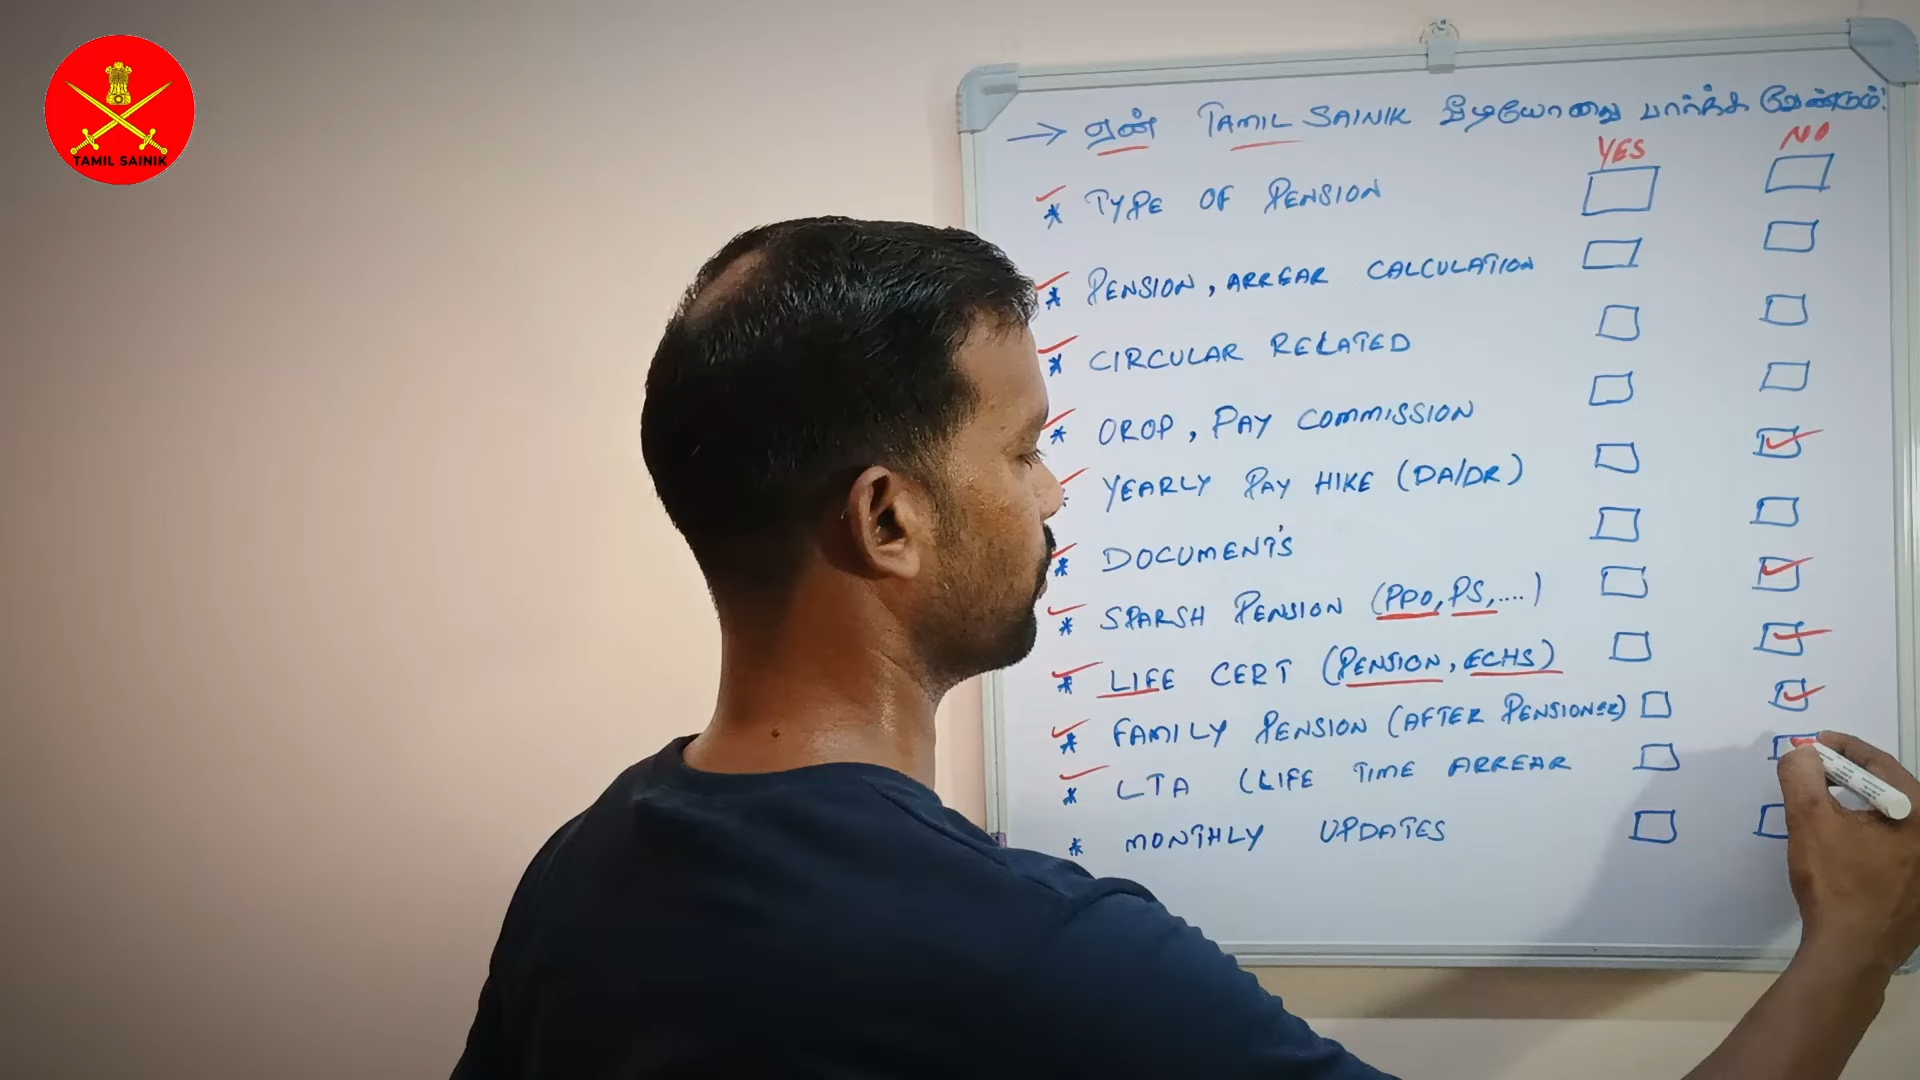 TAMIL SAINIK
→ ஏன் TAMIL SAINIK வீடியோவை பார்க்க வேண்டும்!
YES NO
* TYPE OF PENSION
* PENSION, ARREAR CALCULATION
* CIRCULAR RELATED
* OROP, PAY COMMISSION
* YEARLY PAY HIKE (DA/DR)
* DOCUMENT'S
* SPARSH PENSION (PPO, PS, ....)
* LIFE CERT (PENSION, ECHS)
* FAMILY PENSION (AFTER PENSIONER)
* LTA (LIFE TIME ARREAR
* MONTHLY UPDATES